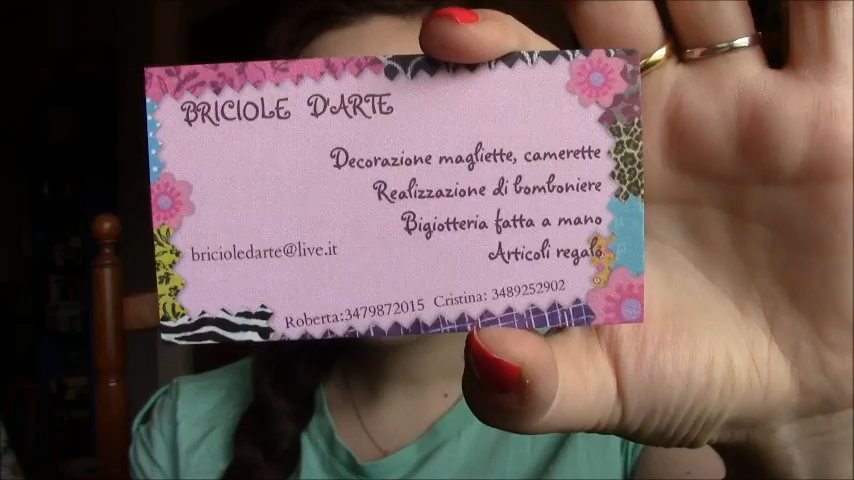 BRICIOLE D'ARTE
Decorazione magliette, camerette
Realizzazione di bomboniere
Bigiotteria fatta a mano
Articoli regalo
bricioledarte@live.it
Roberta:3479872015 Cristina: 3489252902